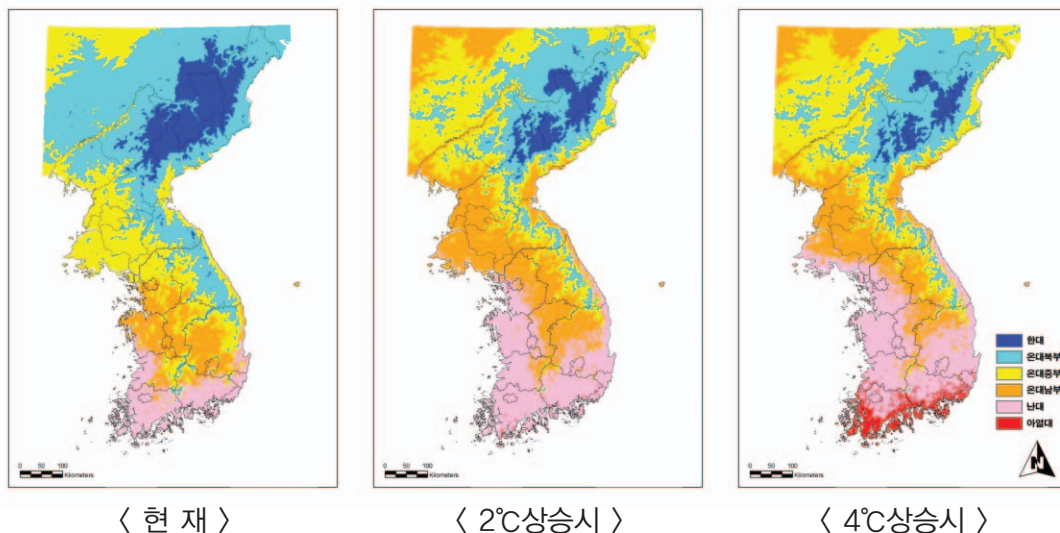 0 50 100
Kilometers
0 50 100
Kilometers
0 50 100
Kilometers
한대
온대북부
온대중부
온대남부
난대
아열대
N
〈 현 재 〉
〈 2℃상승시 〉
〈 4℃상승시 〉